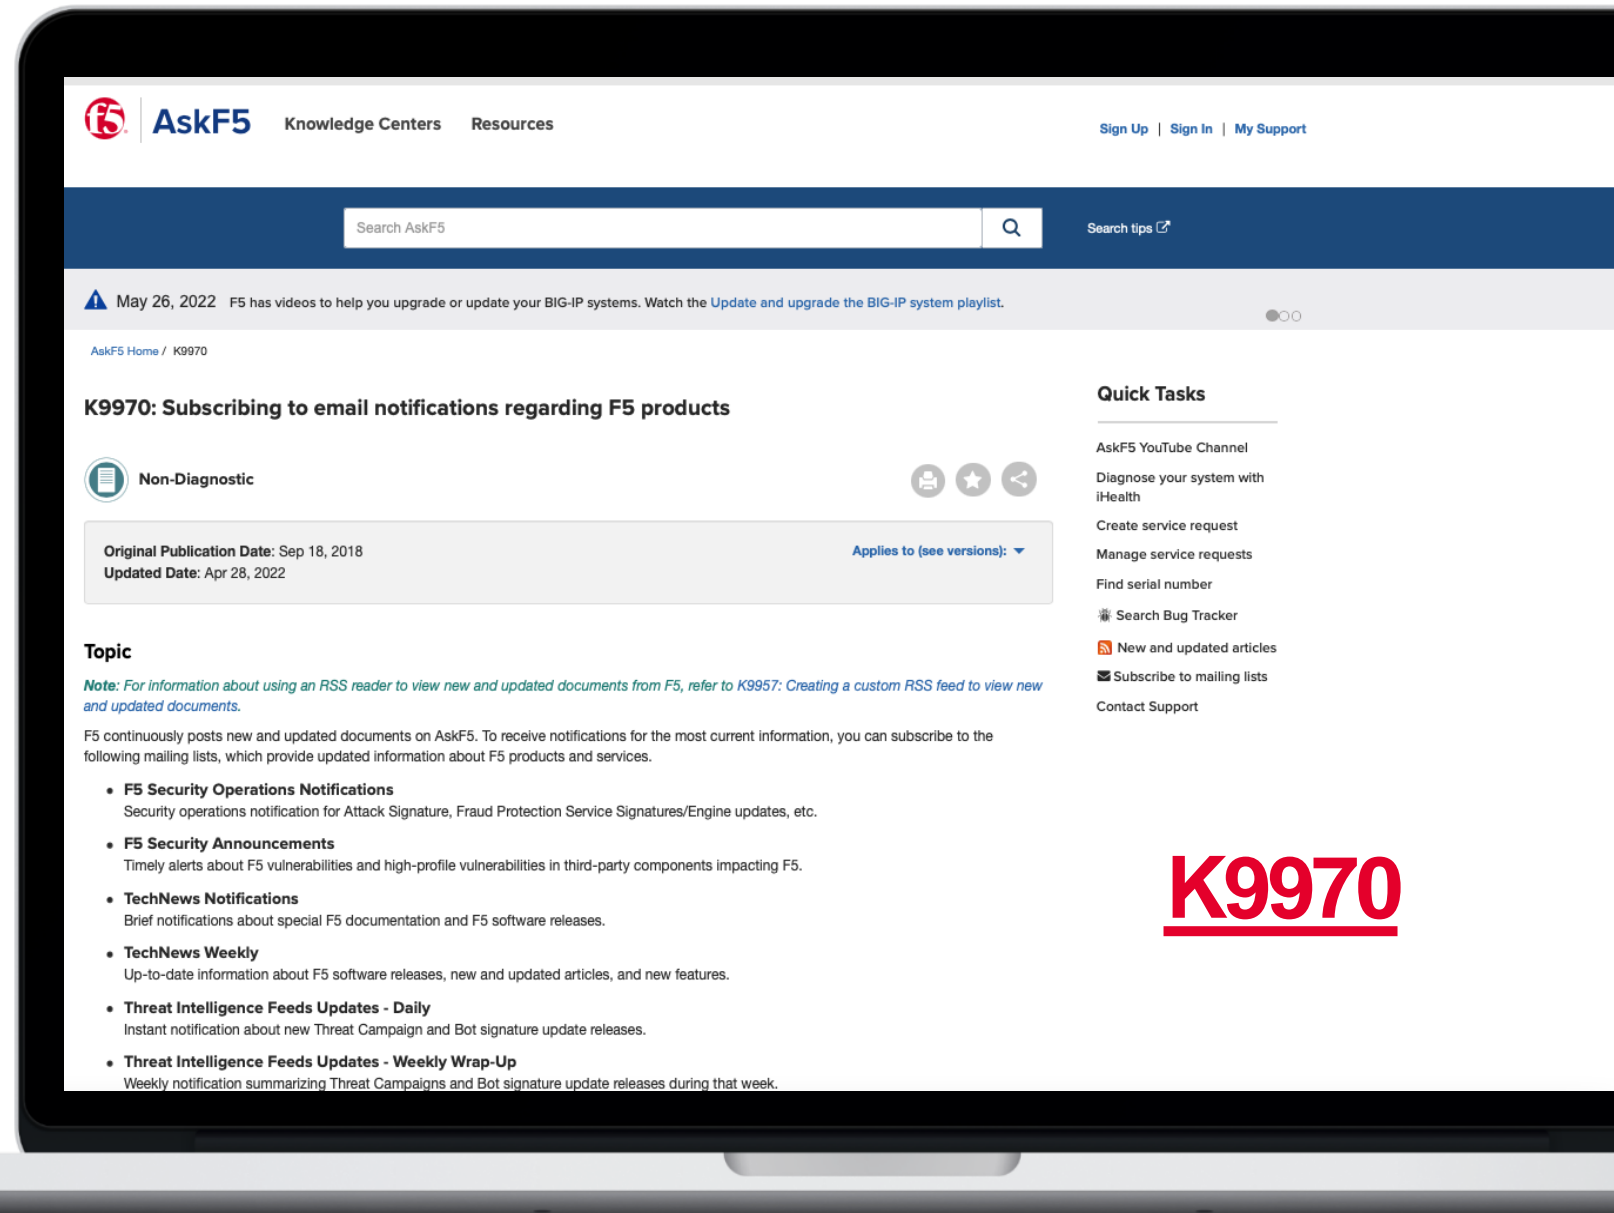 f5 AskF5 Knowledge Centers Resources Sign Up | Sign In | My Support
Search AskF5 Search tips
May 26, 2022 F5 has videos to help you upgrade or update your BIG-IP systems. Watch the Update and upgrade the BIG-IP system playlist.
AskF5 Home / K9970
K9970: Subscribing to email notifications regarding F5 products
Non-Diagnostic
Original Publication Date: Sep 18, 2018
Updated Date: Apr 28, 2022
Applies to (see versions):
Topic
Note: For information about using an RSS reader to view new and updated documents from F5, refer to K9957: Creating a custom RSS feed to view new
and updated documents.
F5 continuously posts new and updated documents on AskF5. To receive notifications for the most current information, you can subscribe to the
following mailing lists, which provide updated information about F5 products and services.
• F5 Security Operations Notifications
Security operations notification for Attack Signature, Fraud Protection Service Signatures/Engine updates, etc.
• F5 Security Announcements
Timely alerts about F5 vulnerabilities and high-profile vulnerabilities in third-party components impacting F5.
• TechNews Notifications
Brief notifications about special F5 documentation and F5 software releases.
• TechNews Weekly
Up-to-date information about F5 software releases, new and updated articles, and new features.
• Threat Intelligence Feeds Updates - Daily
Instant notification about new Threat Campaign and Bot signature update releases.
• Threat Intelligence Feeds Updates - Weekly Wrap-Up
Weekly notification summarizing Threat Campaigns and Bot signature update releases during that week.
Quick Tasks
AskF5 YouTube Channel
Diagnose your system with
iHealth
Create service request
Manage service requests
Find serial number
Search Bug Tracker
New and updated articles
Subscribe to mailing lists
Contact Support
K9970